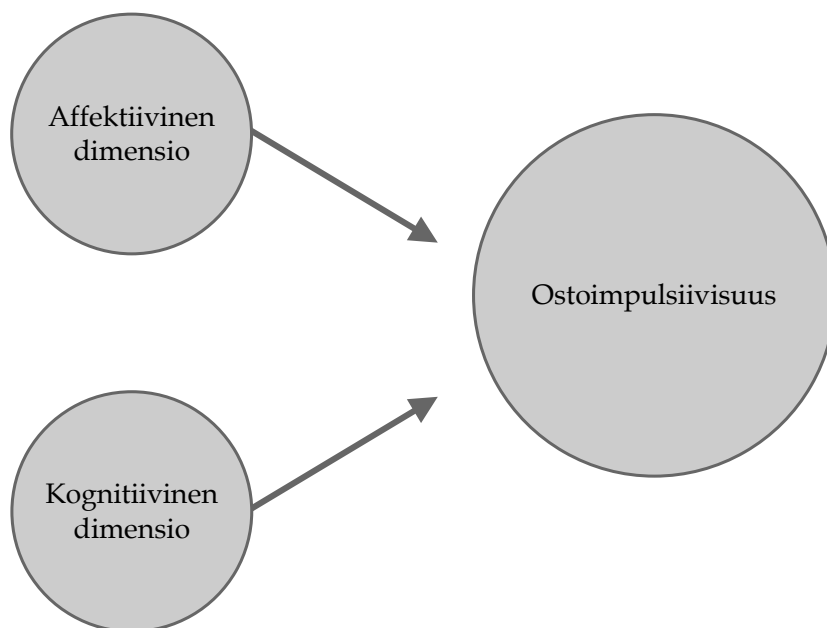 Affektiivinen
dimensio
Ostoimpulsiivisuus
Kognitiivinen
dimensio